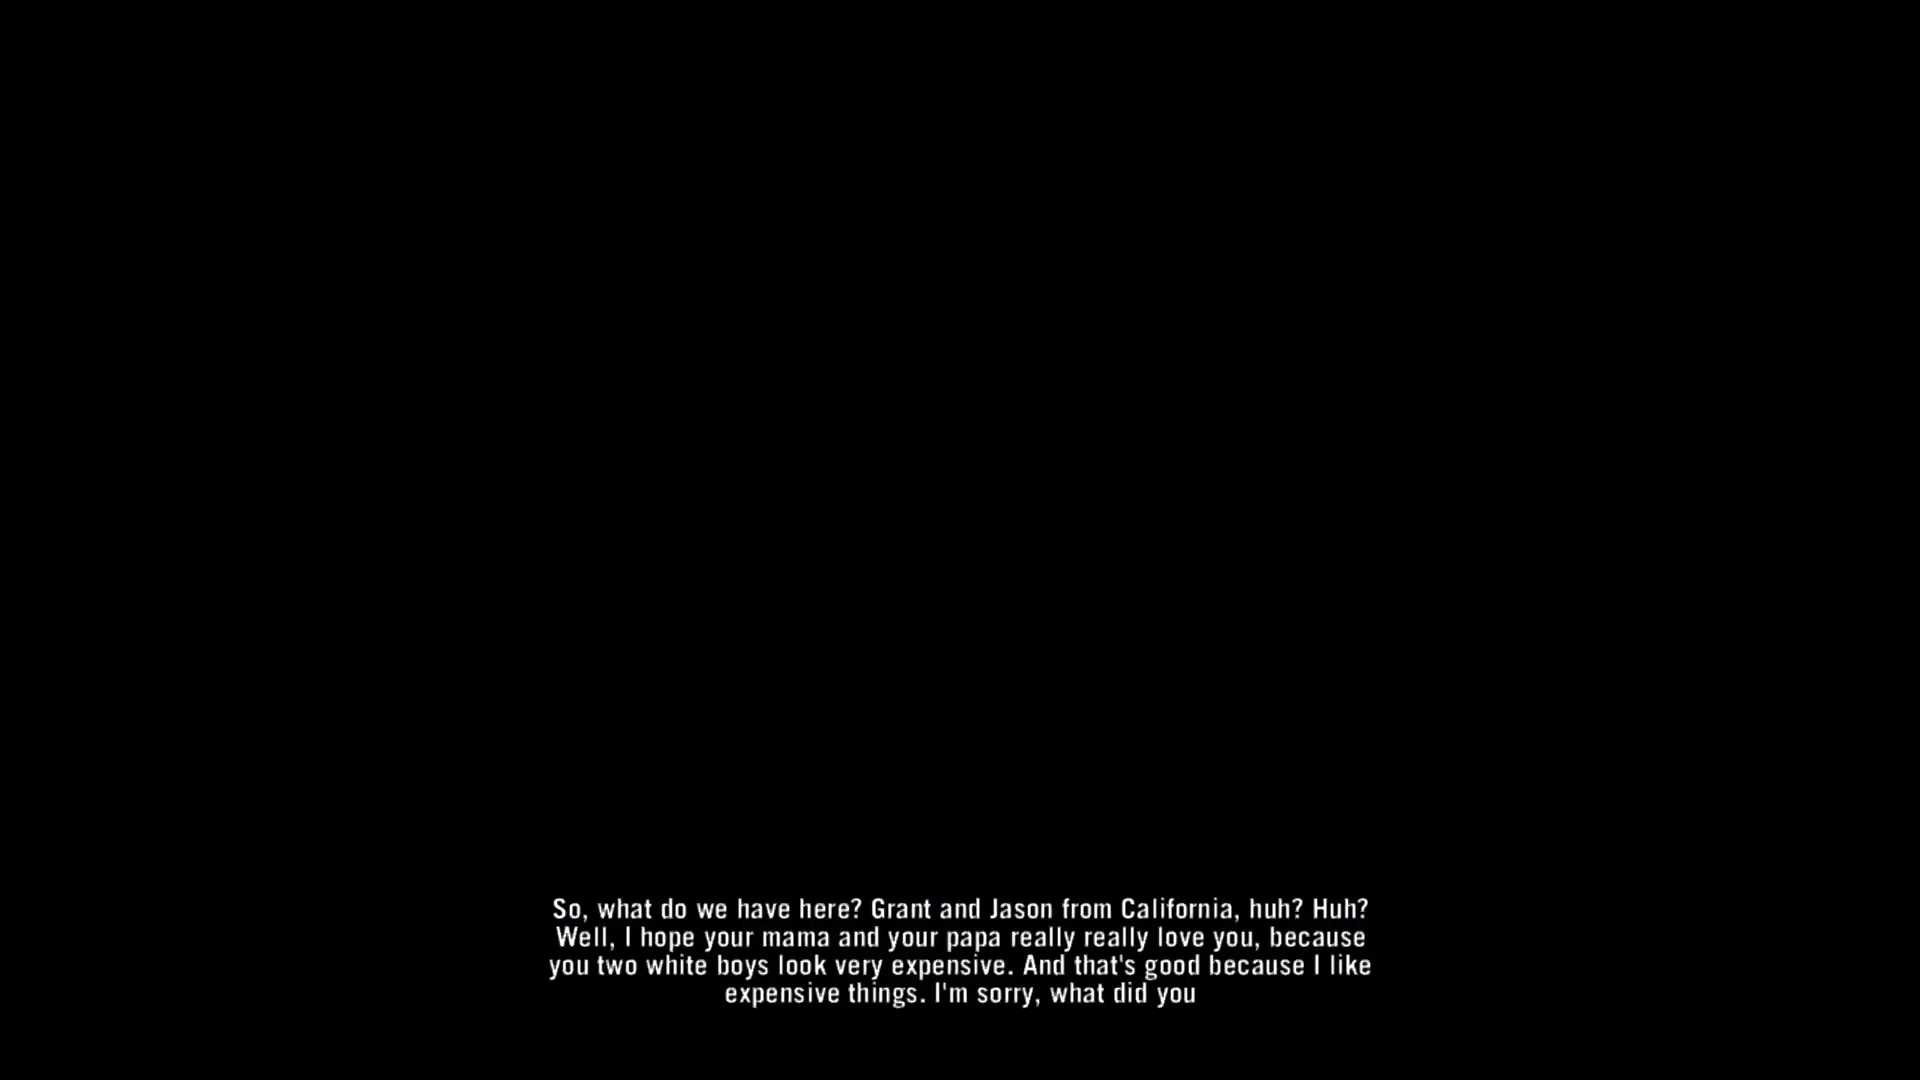 So, what do we have here? Grant and Jason from California, huh? Huh?
Well, I hope your mama and your papa really really love you, because
you two white boys look very expensive. And that's good because I like
expensive things. I'm sorry, what did you